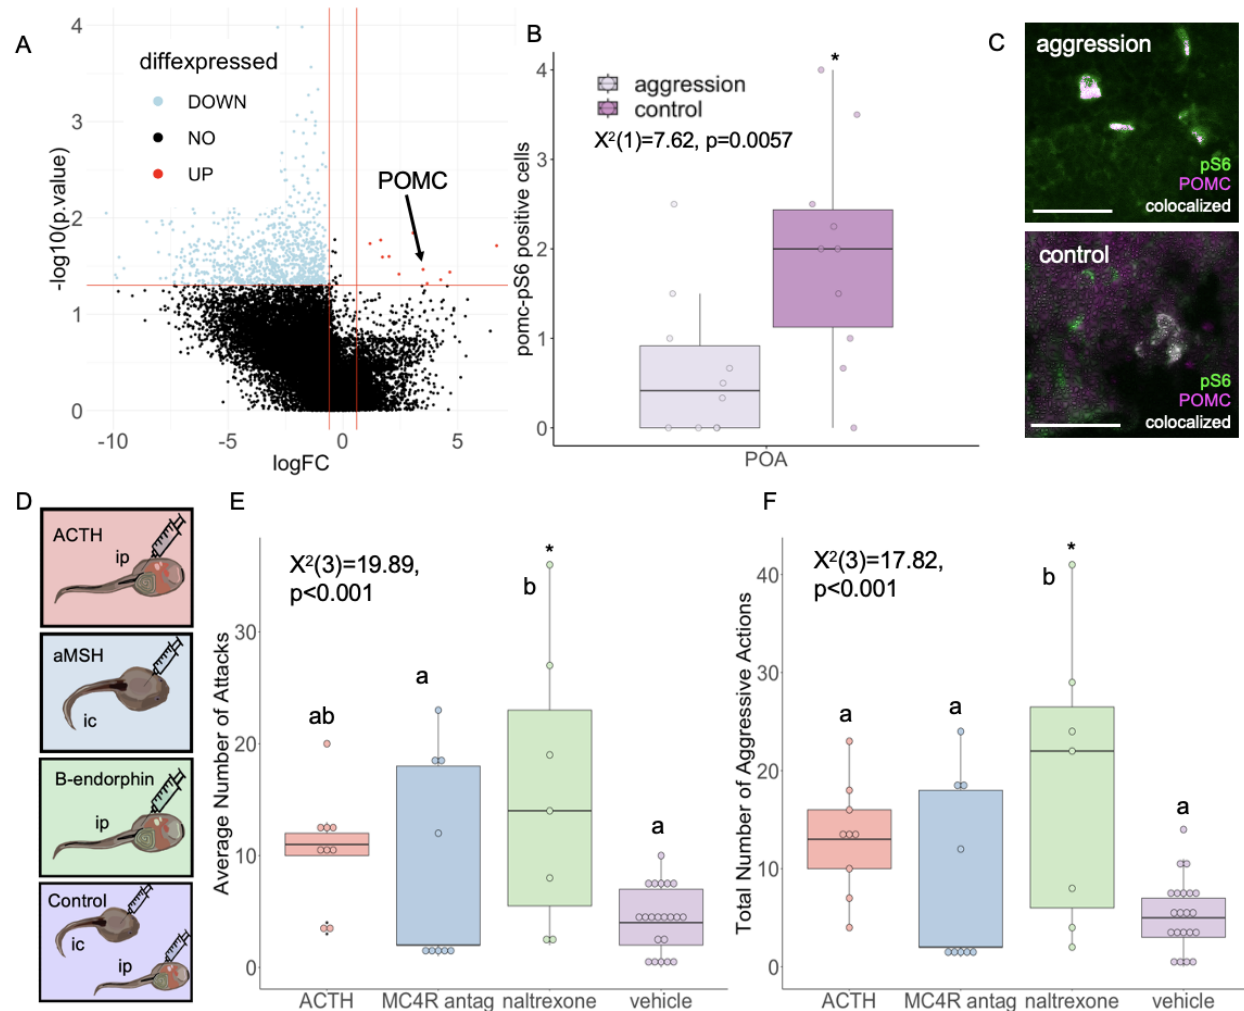 A
diffexpressed
DOWN
NO
UP
POMC
-log10(p.value)
4
3
2
1
0
-10
-5
0
5
logFC
B
aggression
control
X²(1)=7.62, p=0.0057
*
pomc-pS6 positive cells
4
3
2
1
0
POA
C
aggression
pS6
POMC
colocalized
control
pS6
POMC
colocalized
D
ACTH
ip
aMSH
ic
B-endorphin
ip
Control
ic
ip
E
X²(3)=19.89,
p<0.001
*
b
a
ab
a
Average Number of Attacks
30
20
10
0
ACTH
MC4R antag
naltrexone
vehicle
F
X²(3)=17.82,
p<0.001
*
b
a
a
a
Total Number of Aggressive Actions
40
30
20
10
0
ACTH
MC4R antag
naltrexone
vehicle